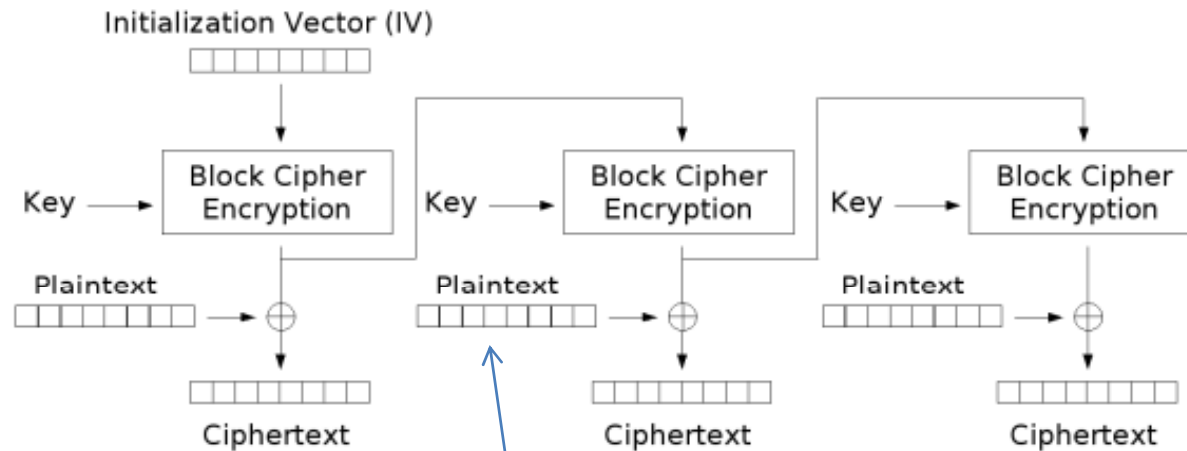 Initialization Vector (IV)
Block Cipher
Encryption
Block Cipher
Encryption
Block Cipher
Encryption
Key
Key
Key
Plaintext
Plaintext
Plaintext
Ciphertext
Ciphertext
Ciphertext